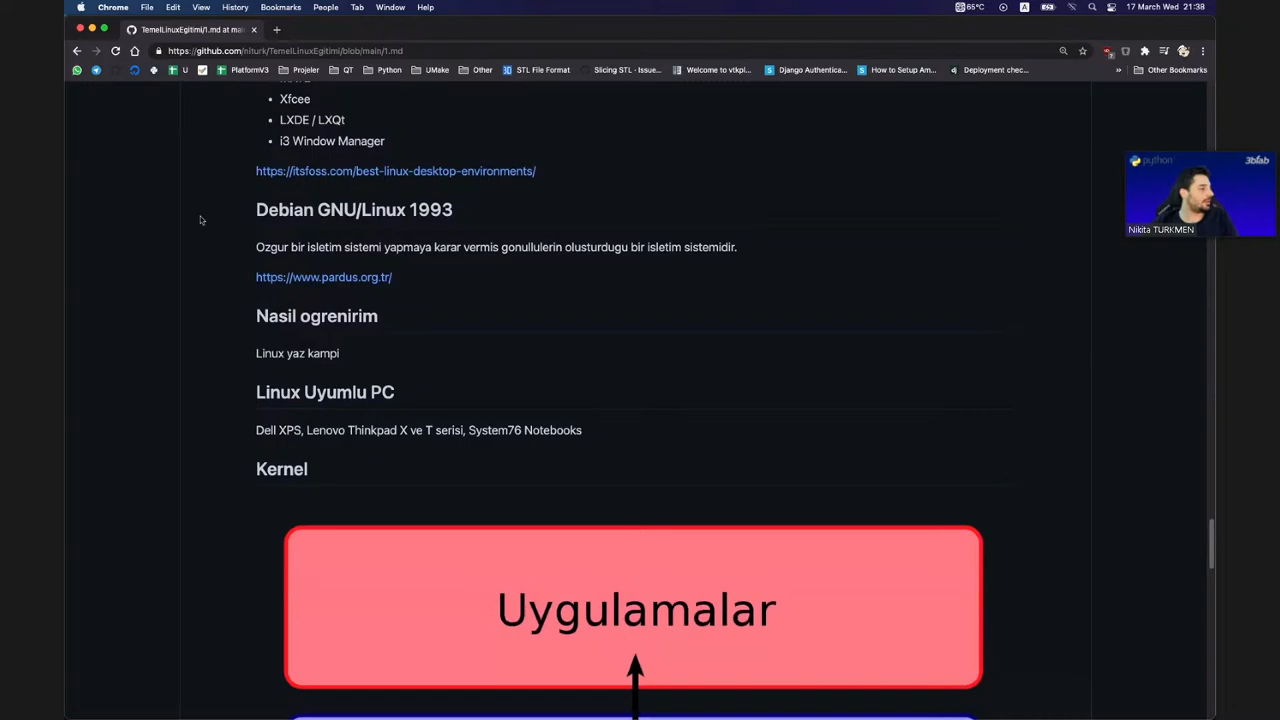 Chrome File Edit View History Bookmarks People Tab Window Help 65°C A 17 March Wed 21:38
TemelLinuxEgitimi/1.md at mai
https://github.com/niturk/TemelLinuxEgitimi/blob/main/1.md
U PlatformV3 Projeler QT Python UMake Other STL File Format Slicing STL · Issue... Welcome to vtkpl... Django Authentica... How to Setup Am... Deployment chec... » Other Bookmarks
• Xfcee
• LXDE / LXQt
• i3 Window Manager
https://itsfoss.com/best-linux-desktop-environments/
python 3bfab
Nikita TURKMEN
Debian GNU/Linux 1993
Ozgur bir isletim sistemi yapmaya karar vermis gonullulerin olusturdugu bir isletim sistemidir.
https://www.pardus.org.tr/
Nasil ogrenirim
Linux yaz kampi
Linux Uyumlu PC
Dell XPS, Lenovo Thinkpad X ve T serisi, System76 Notebooks
Kernel
Uygulamalar